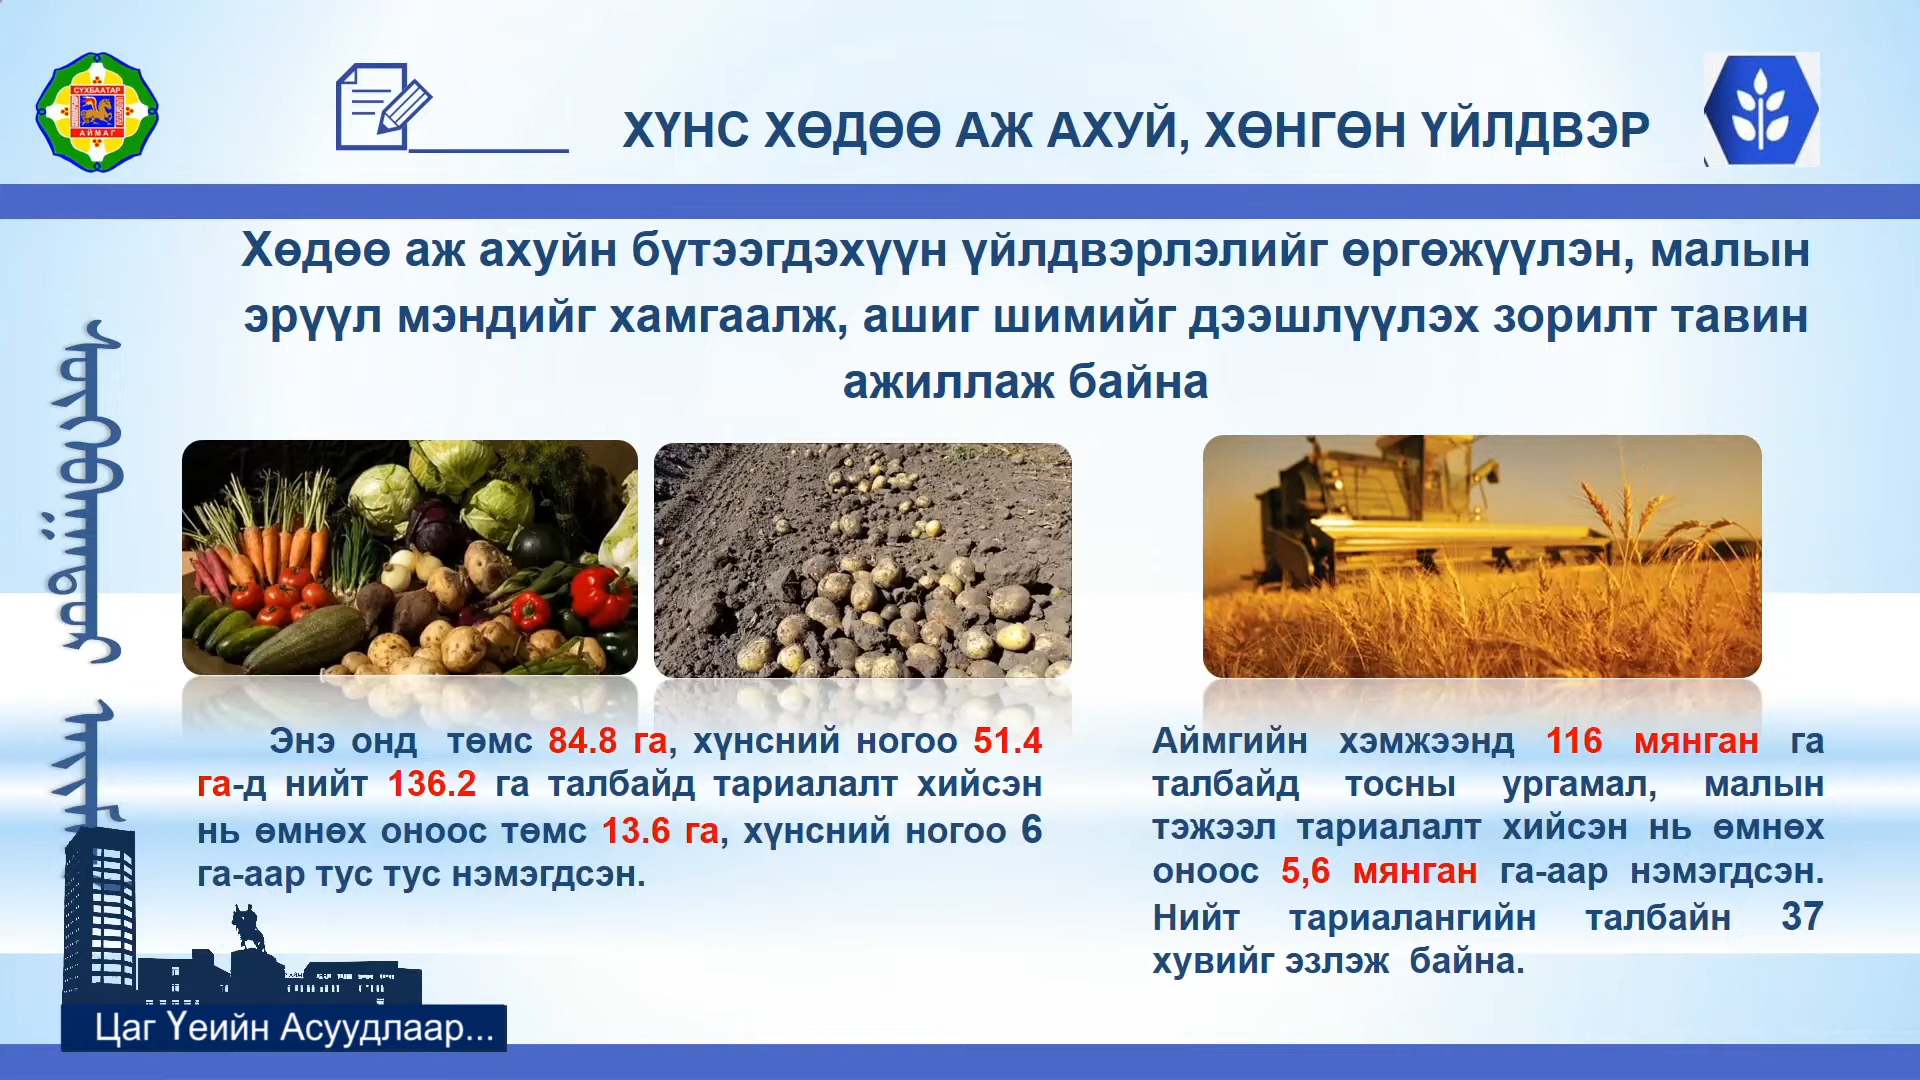 СҮХБААТАР
АЙМАГ
ХҮНС ХӨДӨӨ АЖ АХУЙ, ХӨНГӨН ҮЙЛДВЭР
Хөдөө аж ахуйн бүтээгдэхүүн үйлдвэрлэлийг өргөжүүлэн, малын
эрүүл мэндийг хамгаалж, ашиг шимийг дээшлүүлэх зорилт тавин
ажиллаж байна
Энэ онд төмс 84.8 га, хүнсний ногоо 51.4
га-д нийт 136.2 га талбайд тариалалт хийсэн
нь өмнөх оноос төмс 13.6 га, хүнсний ногоо 6
га-аар тус тус нэмэгдсэн.
Аймгийн хэмжээнд 116 мянган га
талбайд тосны ургамал, малын
тэжээл тариалалт хийсэн нь өмнөх
оноос 5,6 мянган га-аар нэмэгдсэн.
Нийт тариалангийн талбайн 37
хувийг эзлэж байна.
Цаг Үеийн Асуудлаар...